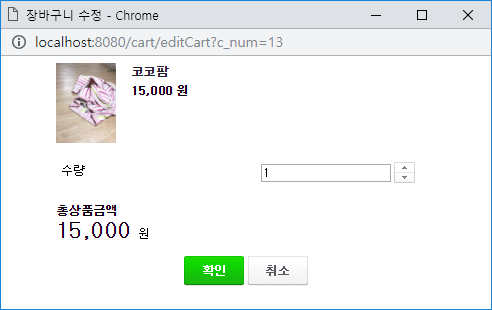 장바구니 수정 - Chrome
localhost:8080/cart/editCart?c_num=13
코코팜
15,000 원
수량
1
총상품금액
15,000 원
확인 취소